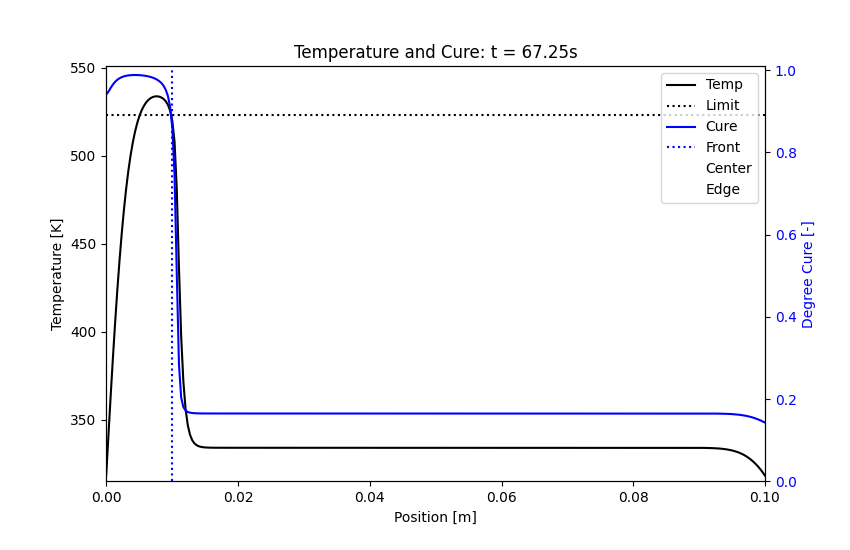 Temperature and Cure: t = 67.25s
Temperature [K]
550
500
450
400
350
Temp
Limit
Cure
Front
Center
Edge
1.0
0.8
0.6
0.4
0.2
0.0
Degree Cure [-]
0.00
0.02
0.04
0.06
0.08
0.10
Position [m]